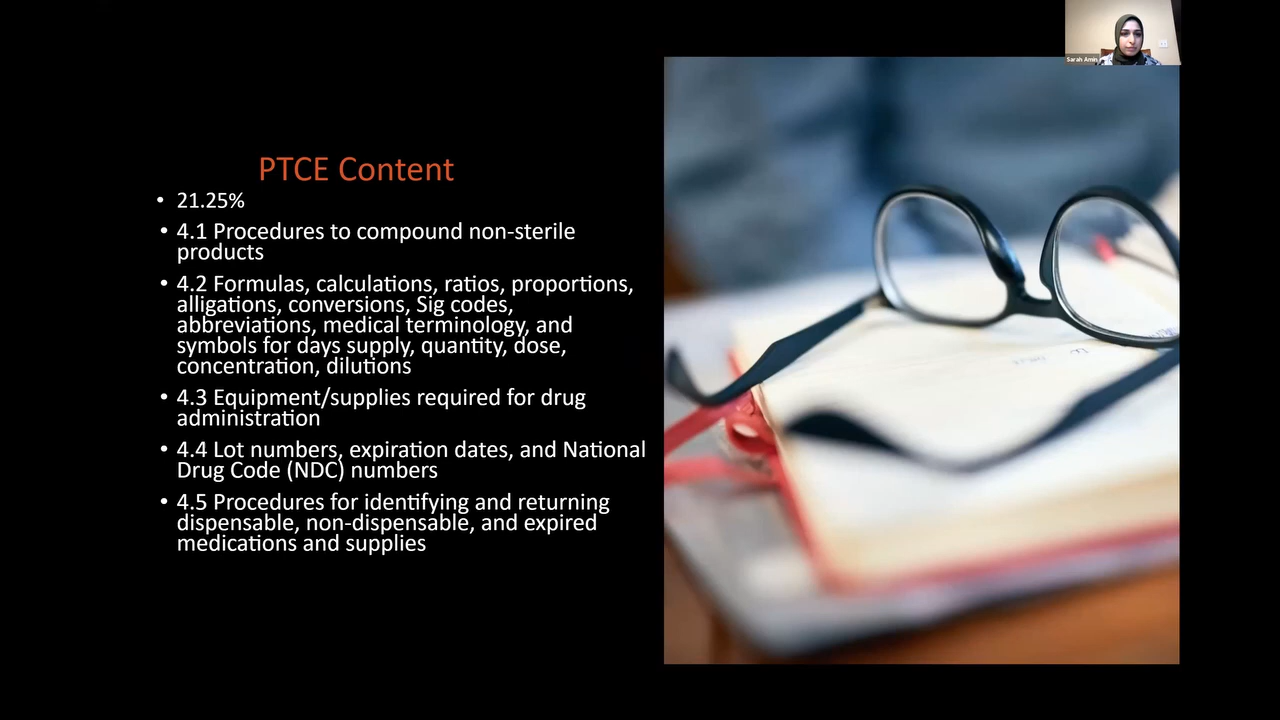 Sarah Amin
PTCE Content
• 21.25%
• 4.1 Procedures to compound non-sterile
products
• 4.2 Formulas, calculations, ratios, proportions,
alligations, conversions, Sig codes,
abbreviations, medical terminology, and
symbols for days supply, quantity, dose,
concentration, dilutions
• 4.3 Equipment/supplies required for drug
administration
• 4.4 Lot numbers, expiration dates, and National
Drug Code (NDC) numbers
• 4.5 Procedures for identifying and returning
dispensable, non-dispensable, and expired
medications and supplies